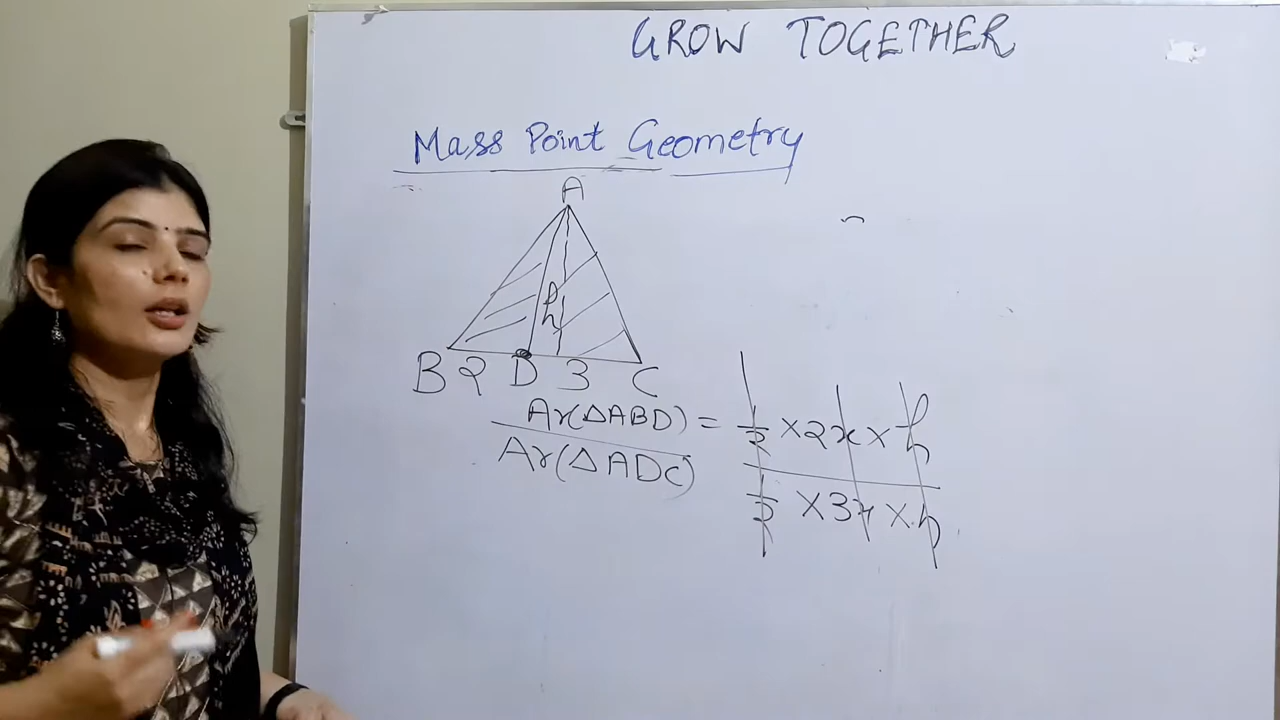 GROW TOGETHER
Mass Point Geometry
A
h
B 2 D 3 C
Ar(△ABD) = 1/2 × 2x × h
Ar(△ADC) 1/2 × 3x × h